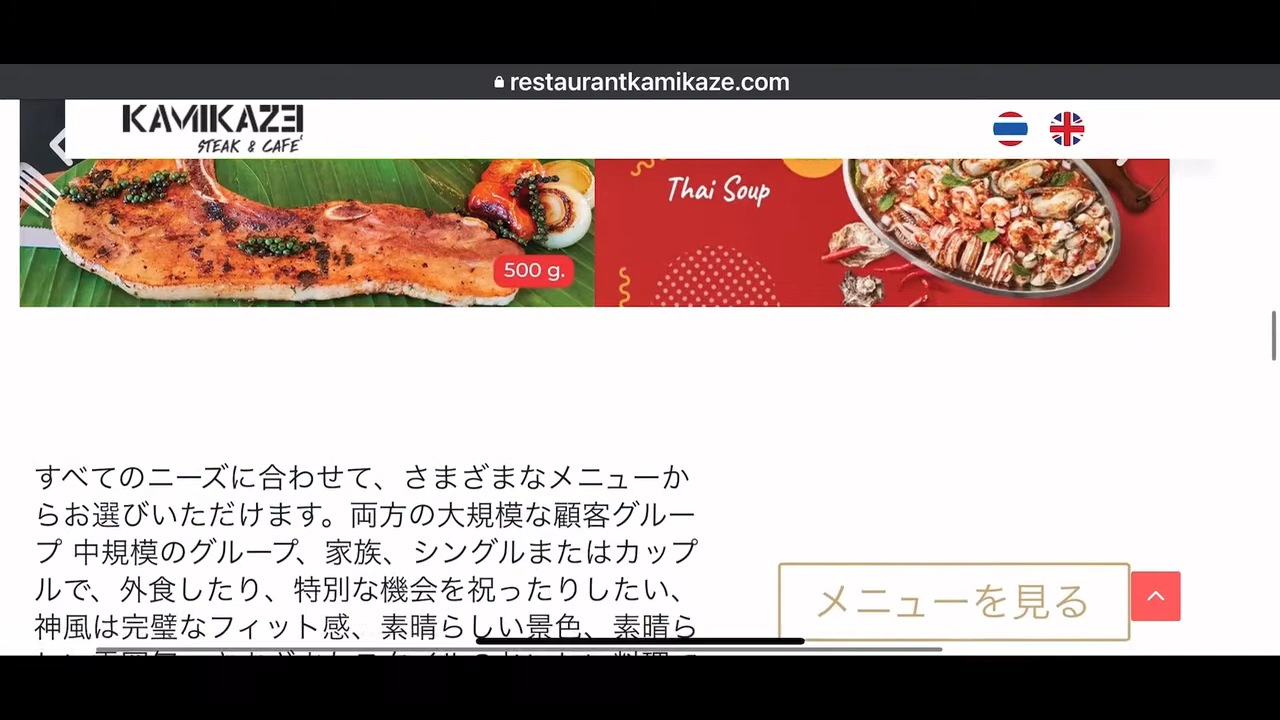 restaurantkamikaze.com
KAMIKAZE
STEAK & CAFE'
Thai Soup
500 g.
すべてのニーズに合わせて、さまざまなメニューか
らお選びいただけます。両方の大規模な顧客グルー
プ 中規模のグループ、家族、シングルまたはカップ
ルで、外食したり、特別な機会を祝ったりしたい、
神風は完璧なフィット感、素晴らしい景色、素晴ら
メニューを見る